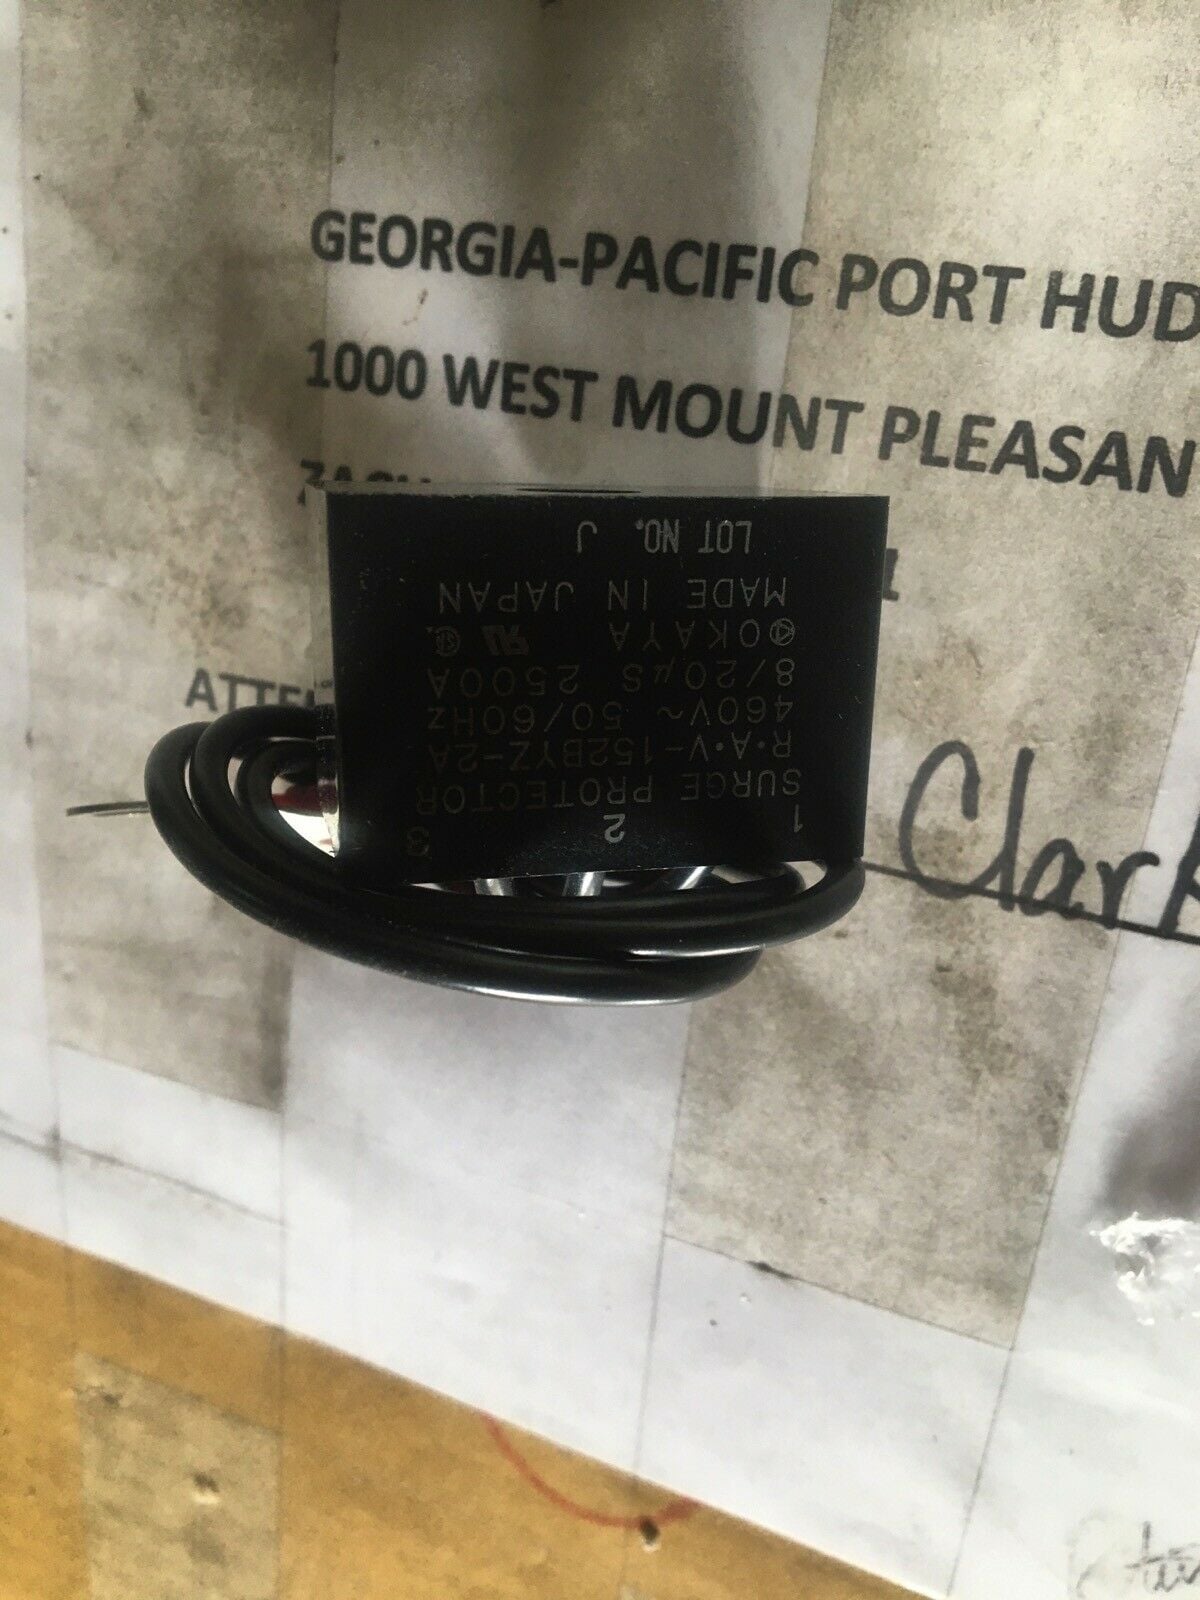 GEORGIA-PACIFIC PORT HUD
1000 WEST MOUNT PLEASAN
1 2 3
SURGE PROTECTOR
R·A·V-152BYZ-2A
460V~ 50/60Hz
8/20μS 2500A
OKAYA
MADE IN JAPAN
LOT NO. J
Clark